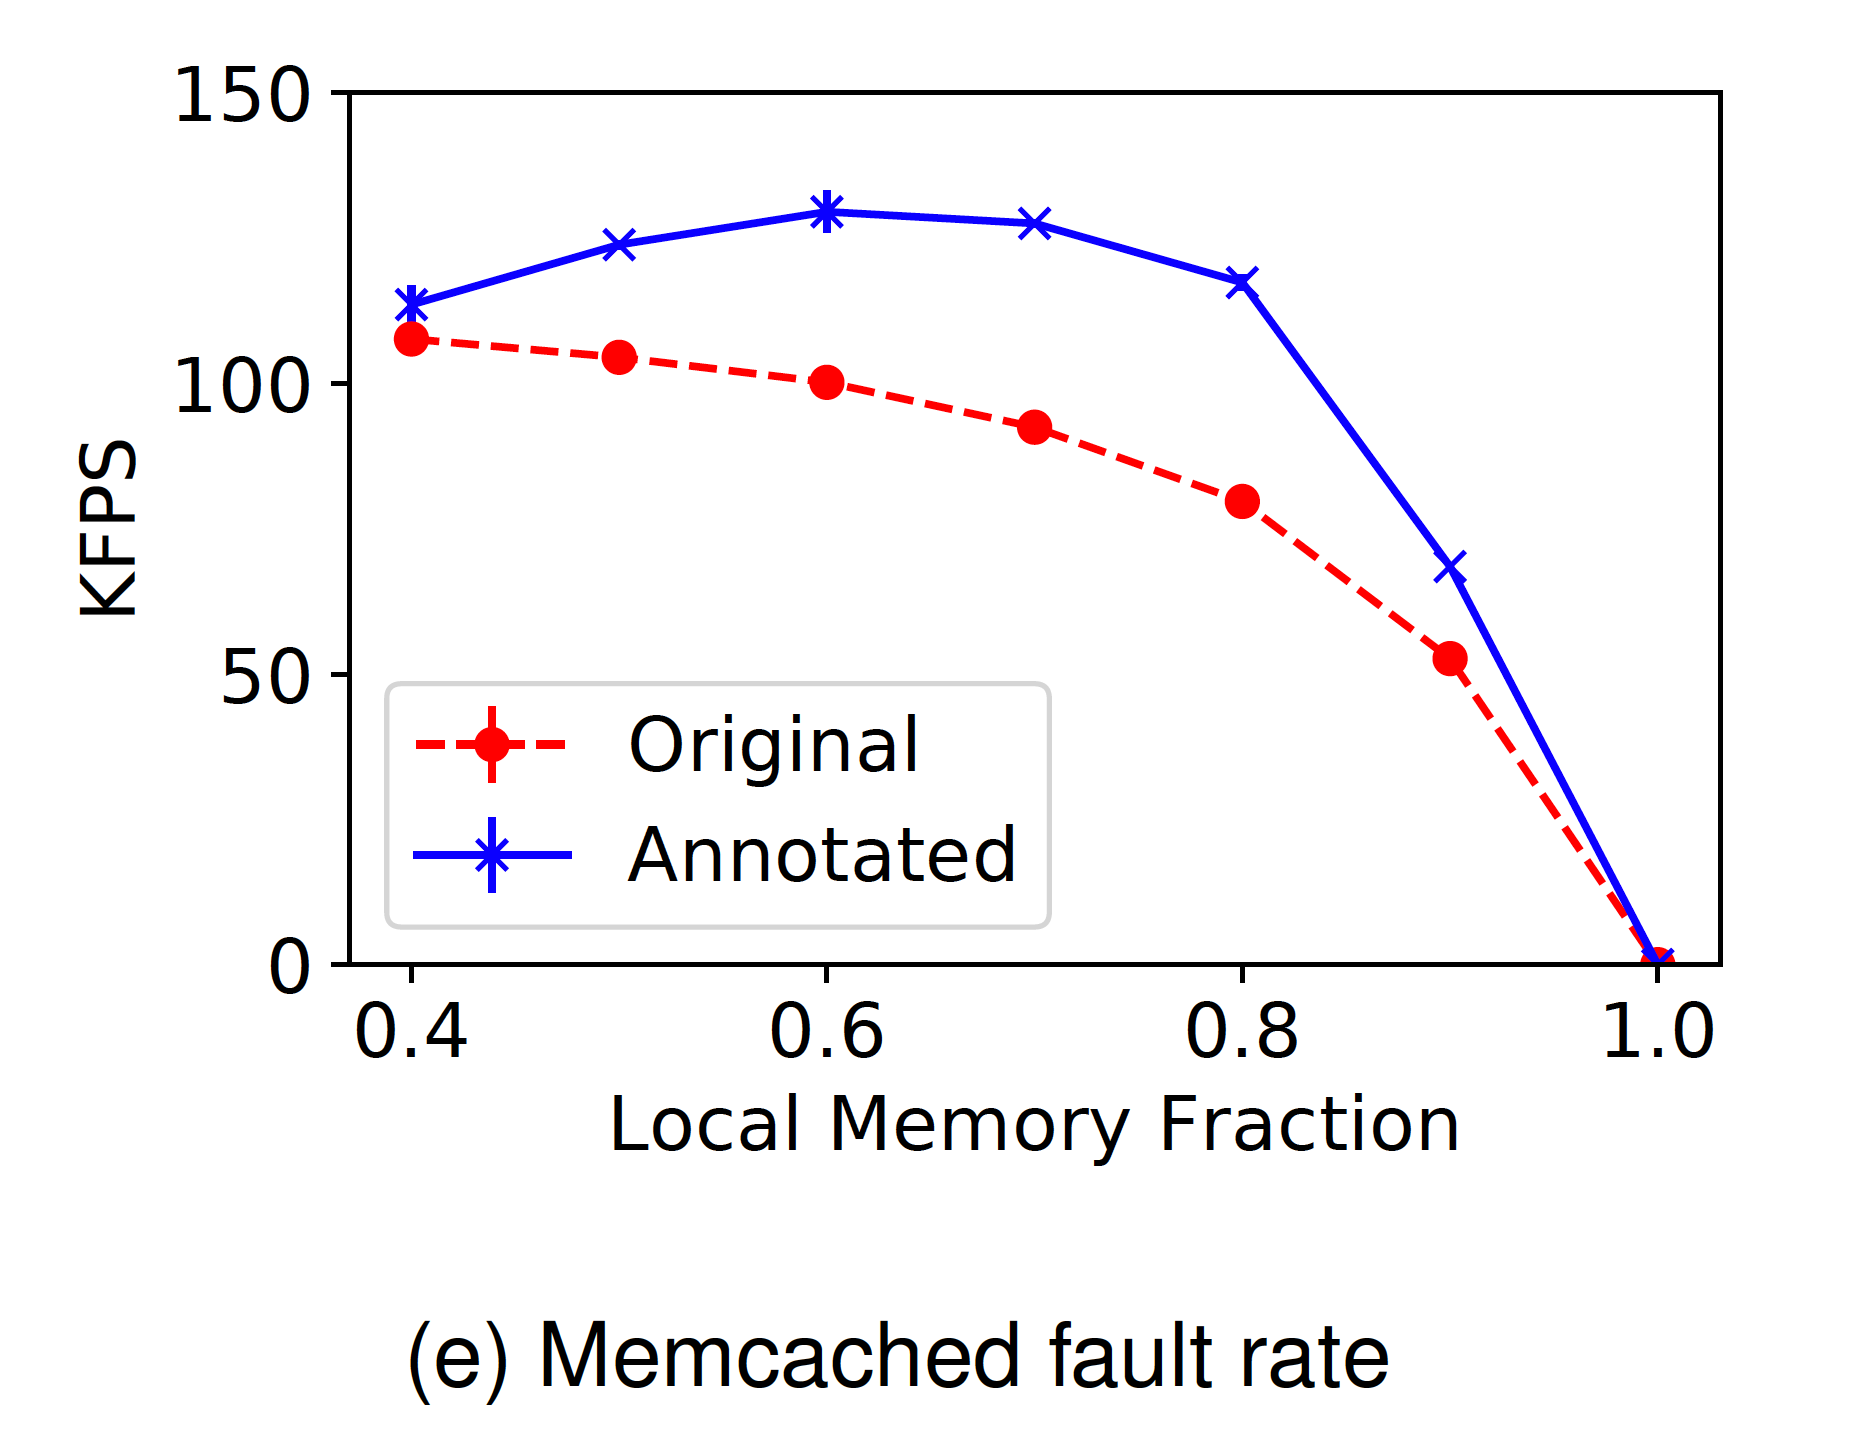 150
100
50
0
KFPS
Original
Annotated
0.4 0.6 0.8 1.0
Local Memory Fraction
(e) Memcached fault rate